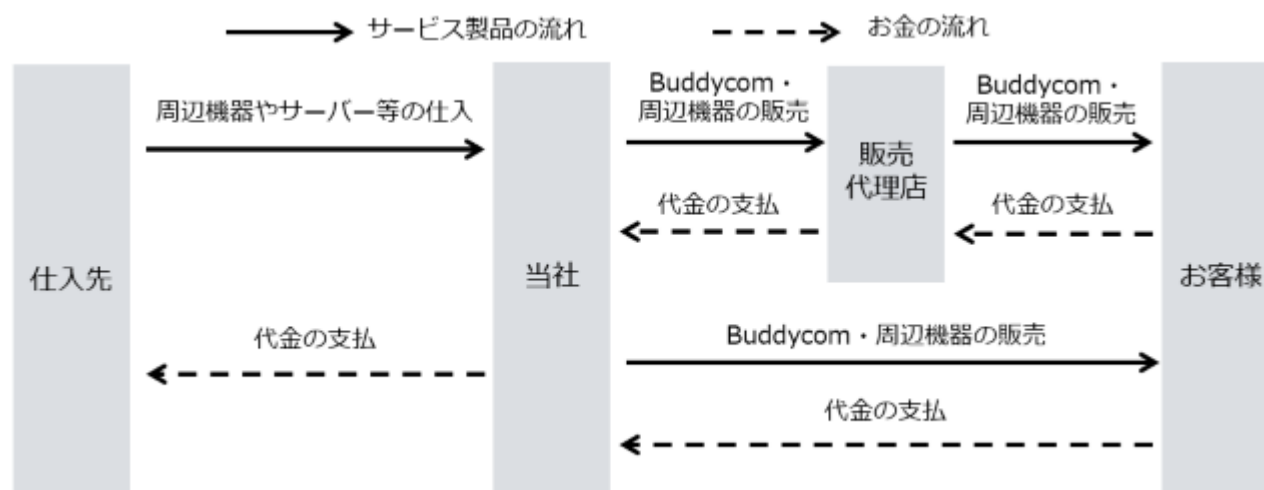 サービス製品の流れ
お金の流れ
周辺機器やサーバー等の仕入
Buddycom・
周辺機器の販売
Buddycom・
周辺機器の販売
販売
代理店
代金の支払
代金の支払
仕入先
当社
お客様
代金の支払
Buddycom・周辺機器の販売
代金の支払